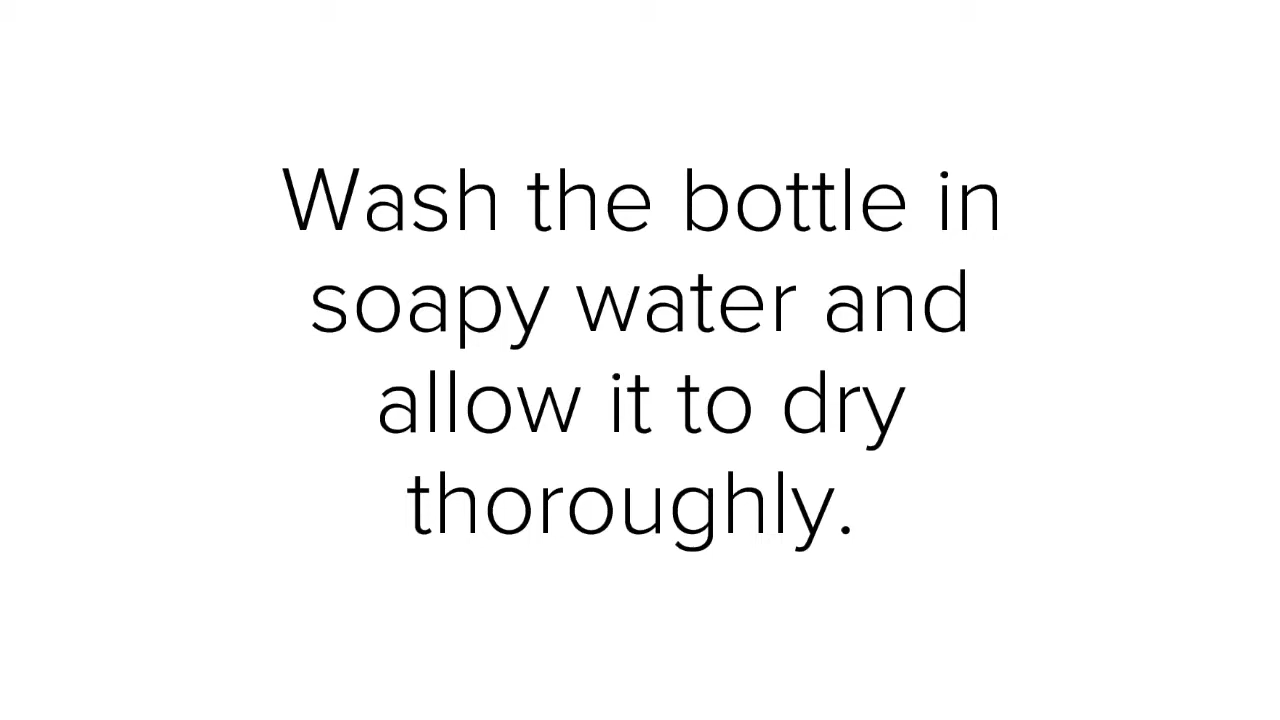 Wash the bottle in
soapy water and
allow it to dry
thoroughly.